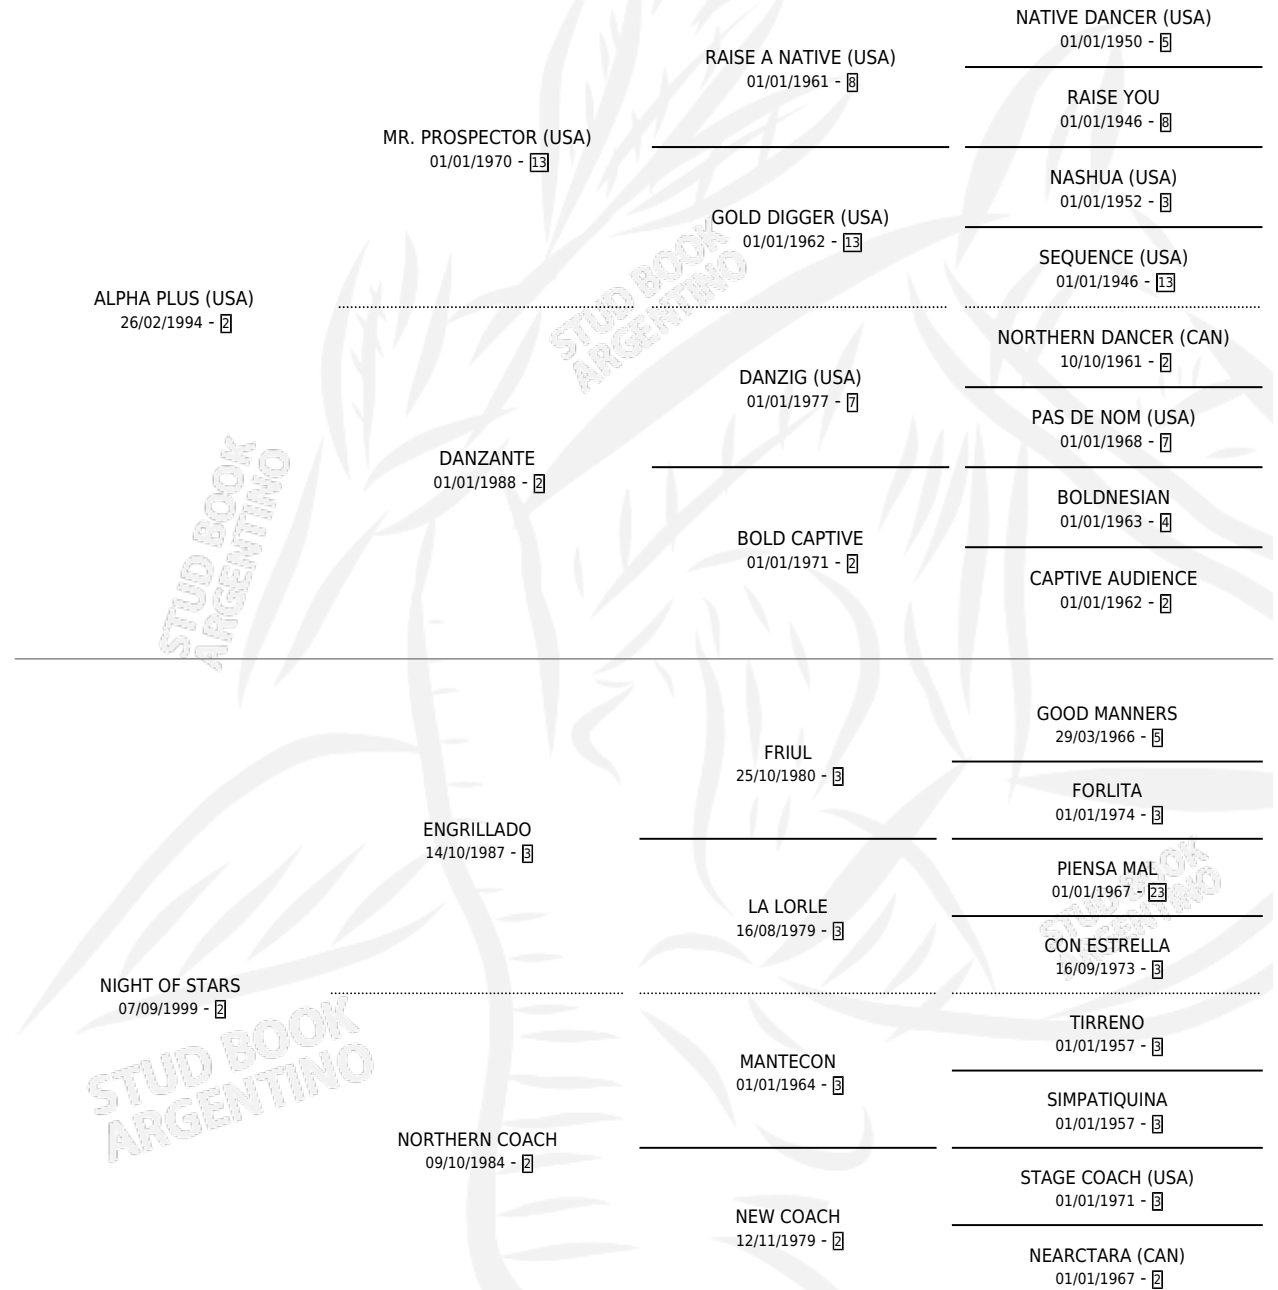 NATIVE DANCER (USA)
01/01/1950 - 5
RAISE A NATIVE (USA)
01/01/1961 - 8
RAISE YOU
01/01/1946 - 8
MR. PROSPECTOR (USA)
01/01/1970 - 13
NASHUA (USA)
01/01/1952 - 3
GOLD DIGGER (USA)
01/01/1962 - 13
SEQUENCE (USA)
01/01/1946 - 13
ALPHA PLUS (USA)
26/02/1994 - 2
NORTHERN DANCER (CAN)
10/10/1961 - 2
DANZIG (USA)
01/01/1977 - 7
PAS DE NOM (USA)
01/01/1968 - 7
DANZANTE
01/01/1988 - 2
BOLDNESIAN
01/01/1963 - 4
BOLD CAPTIVE
01/01/1971 - 2
CAPTIVE AUDIENCE
01/01/1962 - 2
GOOD MANNERS
29/03/1966 - 5
FRIUL
25/10/1980 - 3
FORLITA
01/01/1974 - 3
ENGRILLADO
14/10/1987 - 3
PIENSA MAL
01/01/1967 - 23
LA LORLE
16/08/1979 - 3
CON ESTRELLA
16/09/1973 - 3
NIGHT OF STARS
07/09/1999 - 2
TIRRENO
01/01/1957 - 3
MANTECON
01/01/1964 - 3
SIMPATIQUINA
01/01/1957 - 3
NORTHERN COACH
09/10/1984 - 2
STAGE COACH (USA)
01/01/1971 - 3
NEW COACH
12/11/1979 - 2
NEARCTARA (CAN)
01/01/1967 - 2
STUD BOOK
ARGENTINO
STUD BOOK
ARGENTINO
STUD BOOK
ARGENTINO
STUD BOOK
ARGENTINO